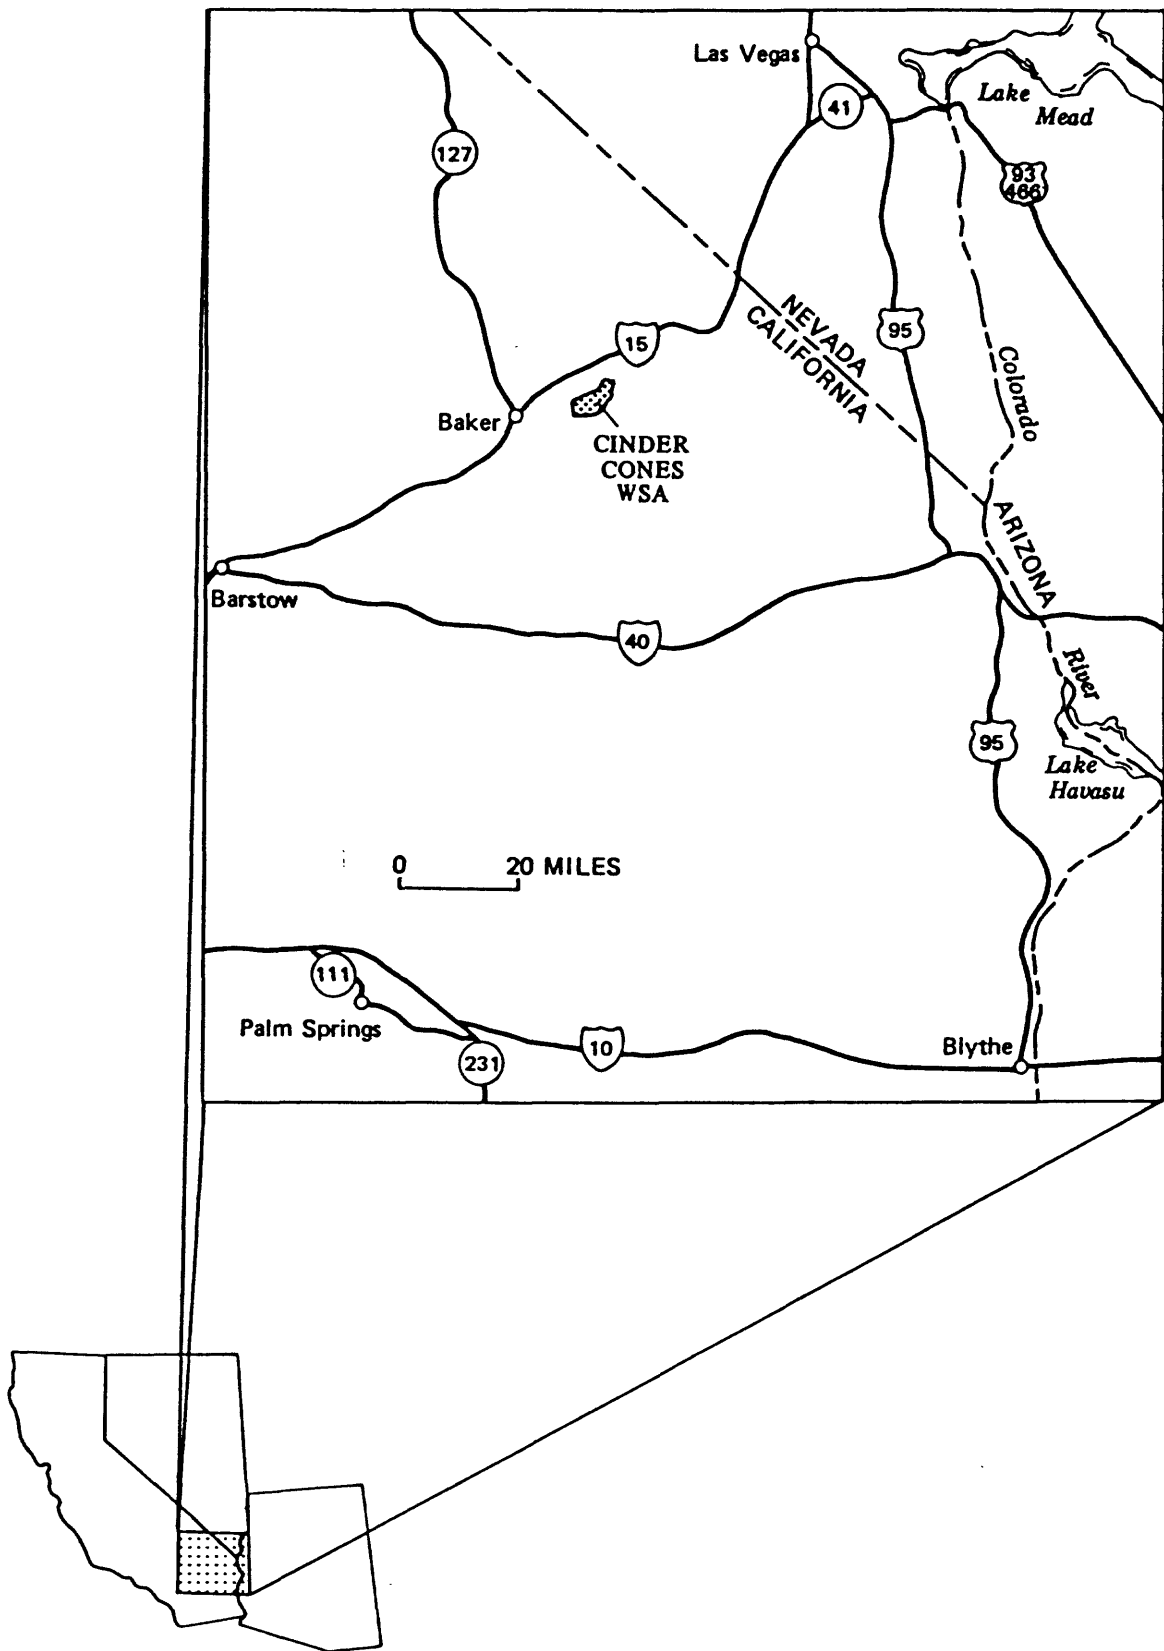 Las Vegas
41
Lake
Mead
127
93
466
NEVADA
CALIFORNIA
95
15
Colorado
Baker
CINDER
CONES
WSA
ARIZONA
Barstow
40
River
95
Lake
Havasu
0 20 MILES
111
Palm Springs
10
Blythe
231